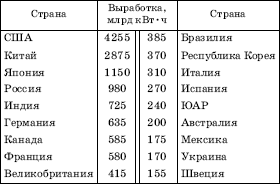 Страна Выработка, млрд кВт·ч Страна
США 4255 385 Бразилия
Китай 2875 370 Республика Корея
Япония 1150 310 Италия
Россия 980 270 Испания
Индия 725 240 ЮАР
Германия 635 200 Австралия
Канада 585 175 Мексика
Франция 580 170 Украина
Великобритания 415 155 Швеция